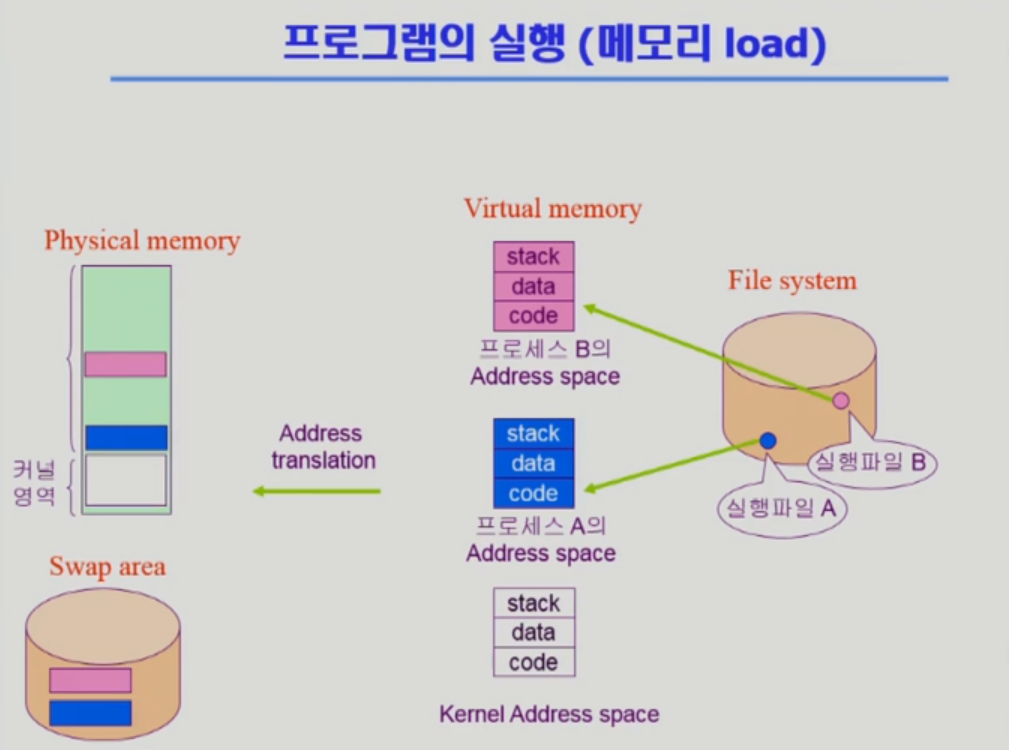 프로그램의 실행 (메모리 load)
Virtual memory
Physical memory
File system
stack
data
code
프로세스 B의
Address space
Address
translation
stack
data
code
프로세스 A의
Address space
실행파일 B
실행파일 A
커널
영역
Swap area
stack
data
code
Kernel Address space